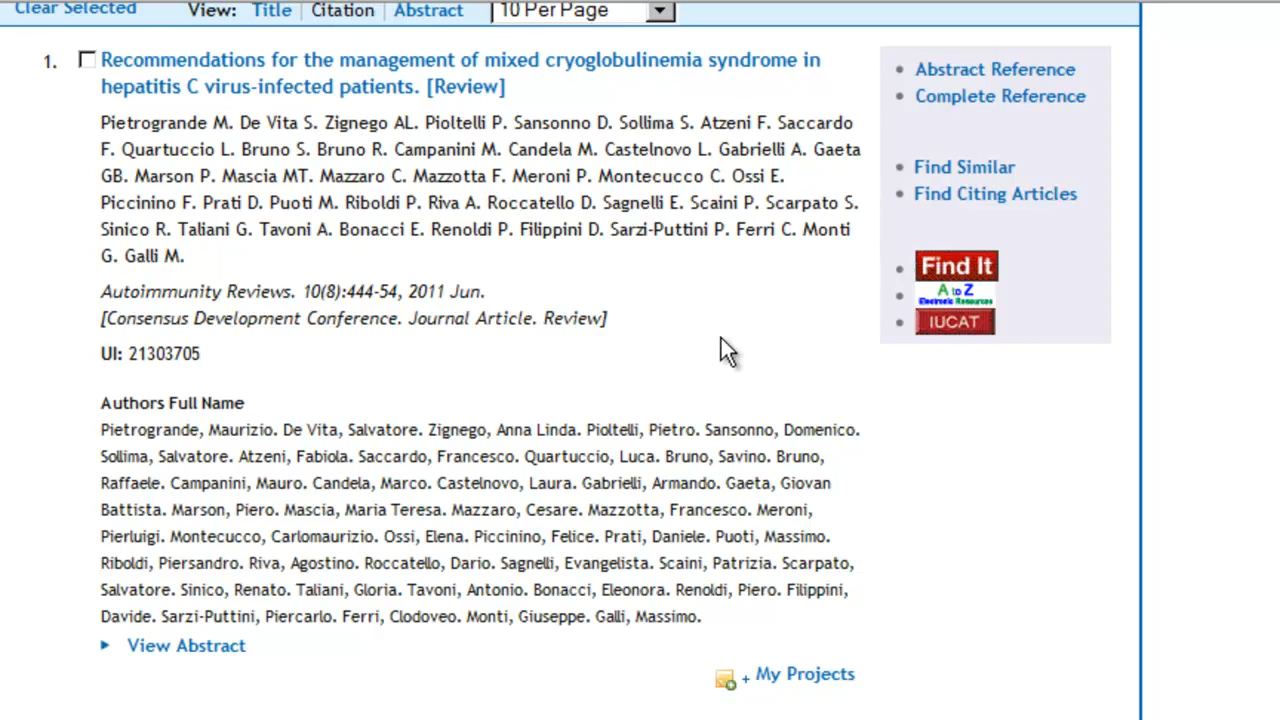 Clear Selected View: Title | Citation | Abstract 10 Per Page
1. Recommendations for the management of mixed cryoglobulinemia syndrome in
hepatitis C virus-infected patients. [Review]
Pietrogrande M. De Vita S. Zignego AL. Pioltelli P. Sansonno D. Sollima S. Atzeni F. Saccardo
F. Quartuccio L. Bruno S. Bruno R. Campanini M. Candela M. Castelnovo L. Gabrielli A. Gaeta
GB. Marson P. Mascia MT. Mazzaro C. Mazzotta F. Meroni P. Montecucco C. Ossi E.
Piccinino F. Prati D. Puoti M. Riboldi P. Riva A. Roccatello D. Sagnelli E. Scaini P. Scarpato S.
Sinico R. Taliani G. Tavoni A. Bonacci E. Renoldi P. Filippini D. Sarzi-Puttini P. Ferri C. Monti
G. Galli M.
Autoimmunity Reviews. 10(8):444-54, 2011 Jun.
[Consensus Development Conference. Journal Article. Review]
UI: 21303705
Authors Full Name
Pietrogrande, Maurizio. De Vita, Salvatore. Zignego, Anna Linda. Pioltelli, Pietro. Sansonno, Domenico.
Sollima, Salvatore. Atzeni, Fabiola. Saccardo, Francesco. Quartuccio, Luca. Bruno, Savino. Bruno,
Raffaele. Campanini, Mauro. Candela, Marco. Castelnovo, Laura. Gabrielli, Armando. Gaeta, Giovan
Battista. Marson, Piero. Mascia, Maria Teresa. Mazzaro, Cesare. Mazzotta, Francesco. Meroni,
Pierluigi. Montecucco, Carlomaurizio. Ossi, Elena. Piccinino, Felice. Prati, Daniele. Puoti, Massimo.
Riboldi, Piersandro. Riva, Agostino. Roccatello, Dario. Sagnelli, Evangelista. Scaini, Patrizia. Scarpato,
Salvatore. Sinico, Renato. Taliani, Gloria. Tavoni, Antonio. Bonacci, Eleonora. Renoldi, Piero. Filippini,
Davide. Sarzi-Puttini, Piercarlo. Ferri, Clodoveo. Monti, Giuseppe. Galli, Massimo.
View Abstract
+ My Projects
Abstract Reference
Complete Reference
Find Similar
Find Citing Articles
Find It
A to Z
Electronic Resources
IUCAT